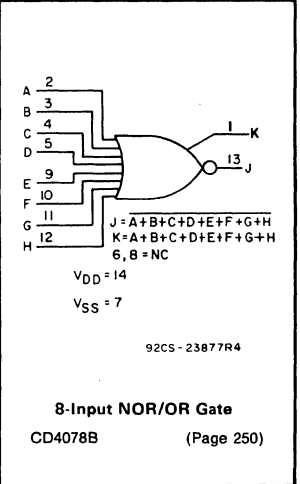 2
A
3
B
4
C
5
D
9
E
10
F
11
G
12
H
1
K
13
J
J=A+B+C+D+E+F+G+H
K=A+B+C+D+E+F+G+H
6,8=NC
VDD=14
VSS=7
92CS-23877R4
8-Input NOR/OR Gate
CD4078B (Page 250)